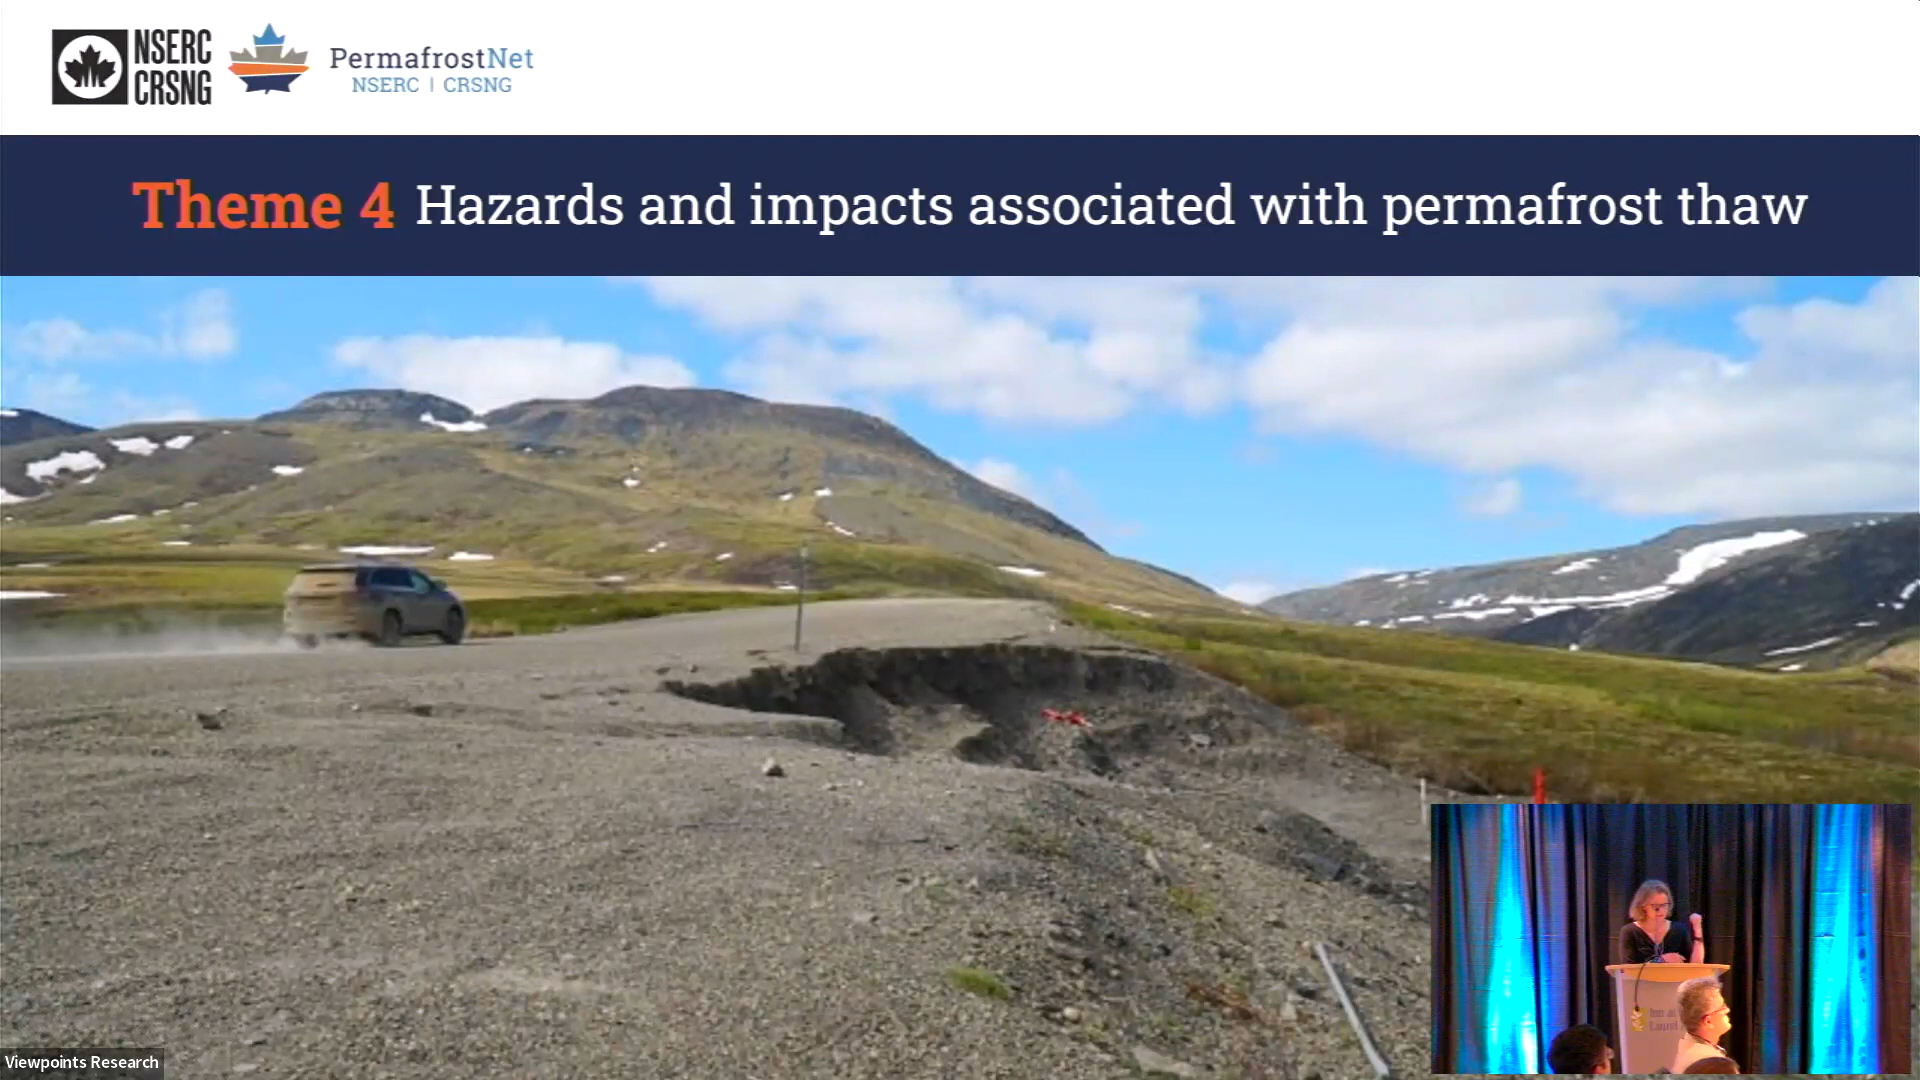 NSERC
CRSNG
PermafrostNet
NSERC | CRSNG
Theme 4 Hazards and impacts associated with permafrost thaw
Viewpoints Research